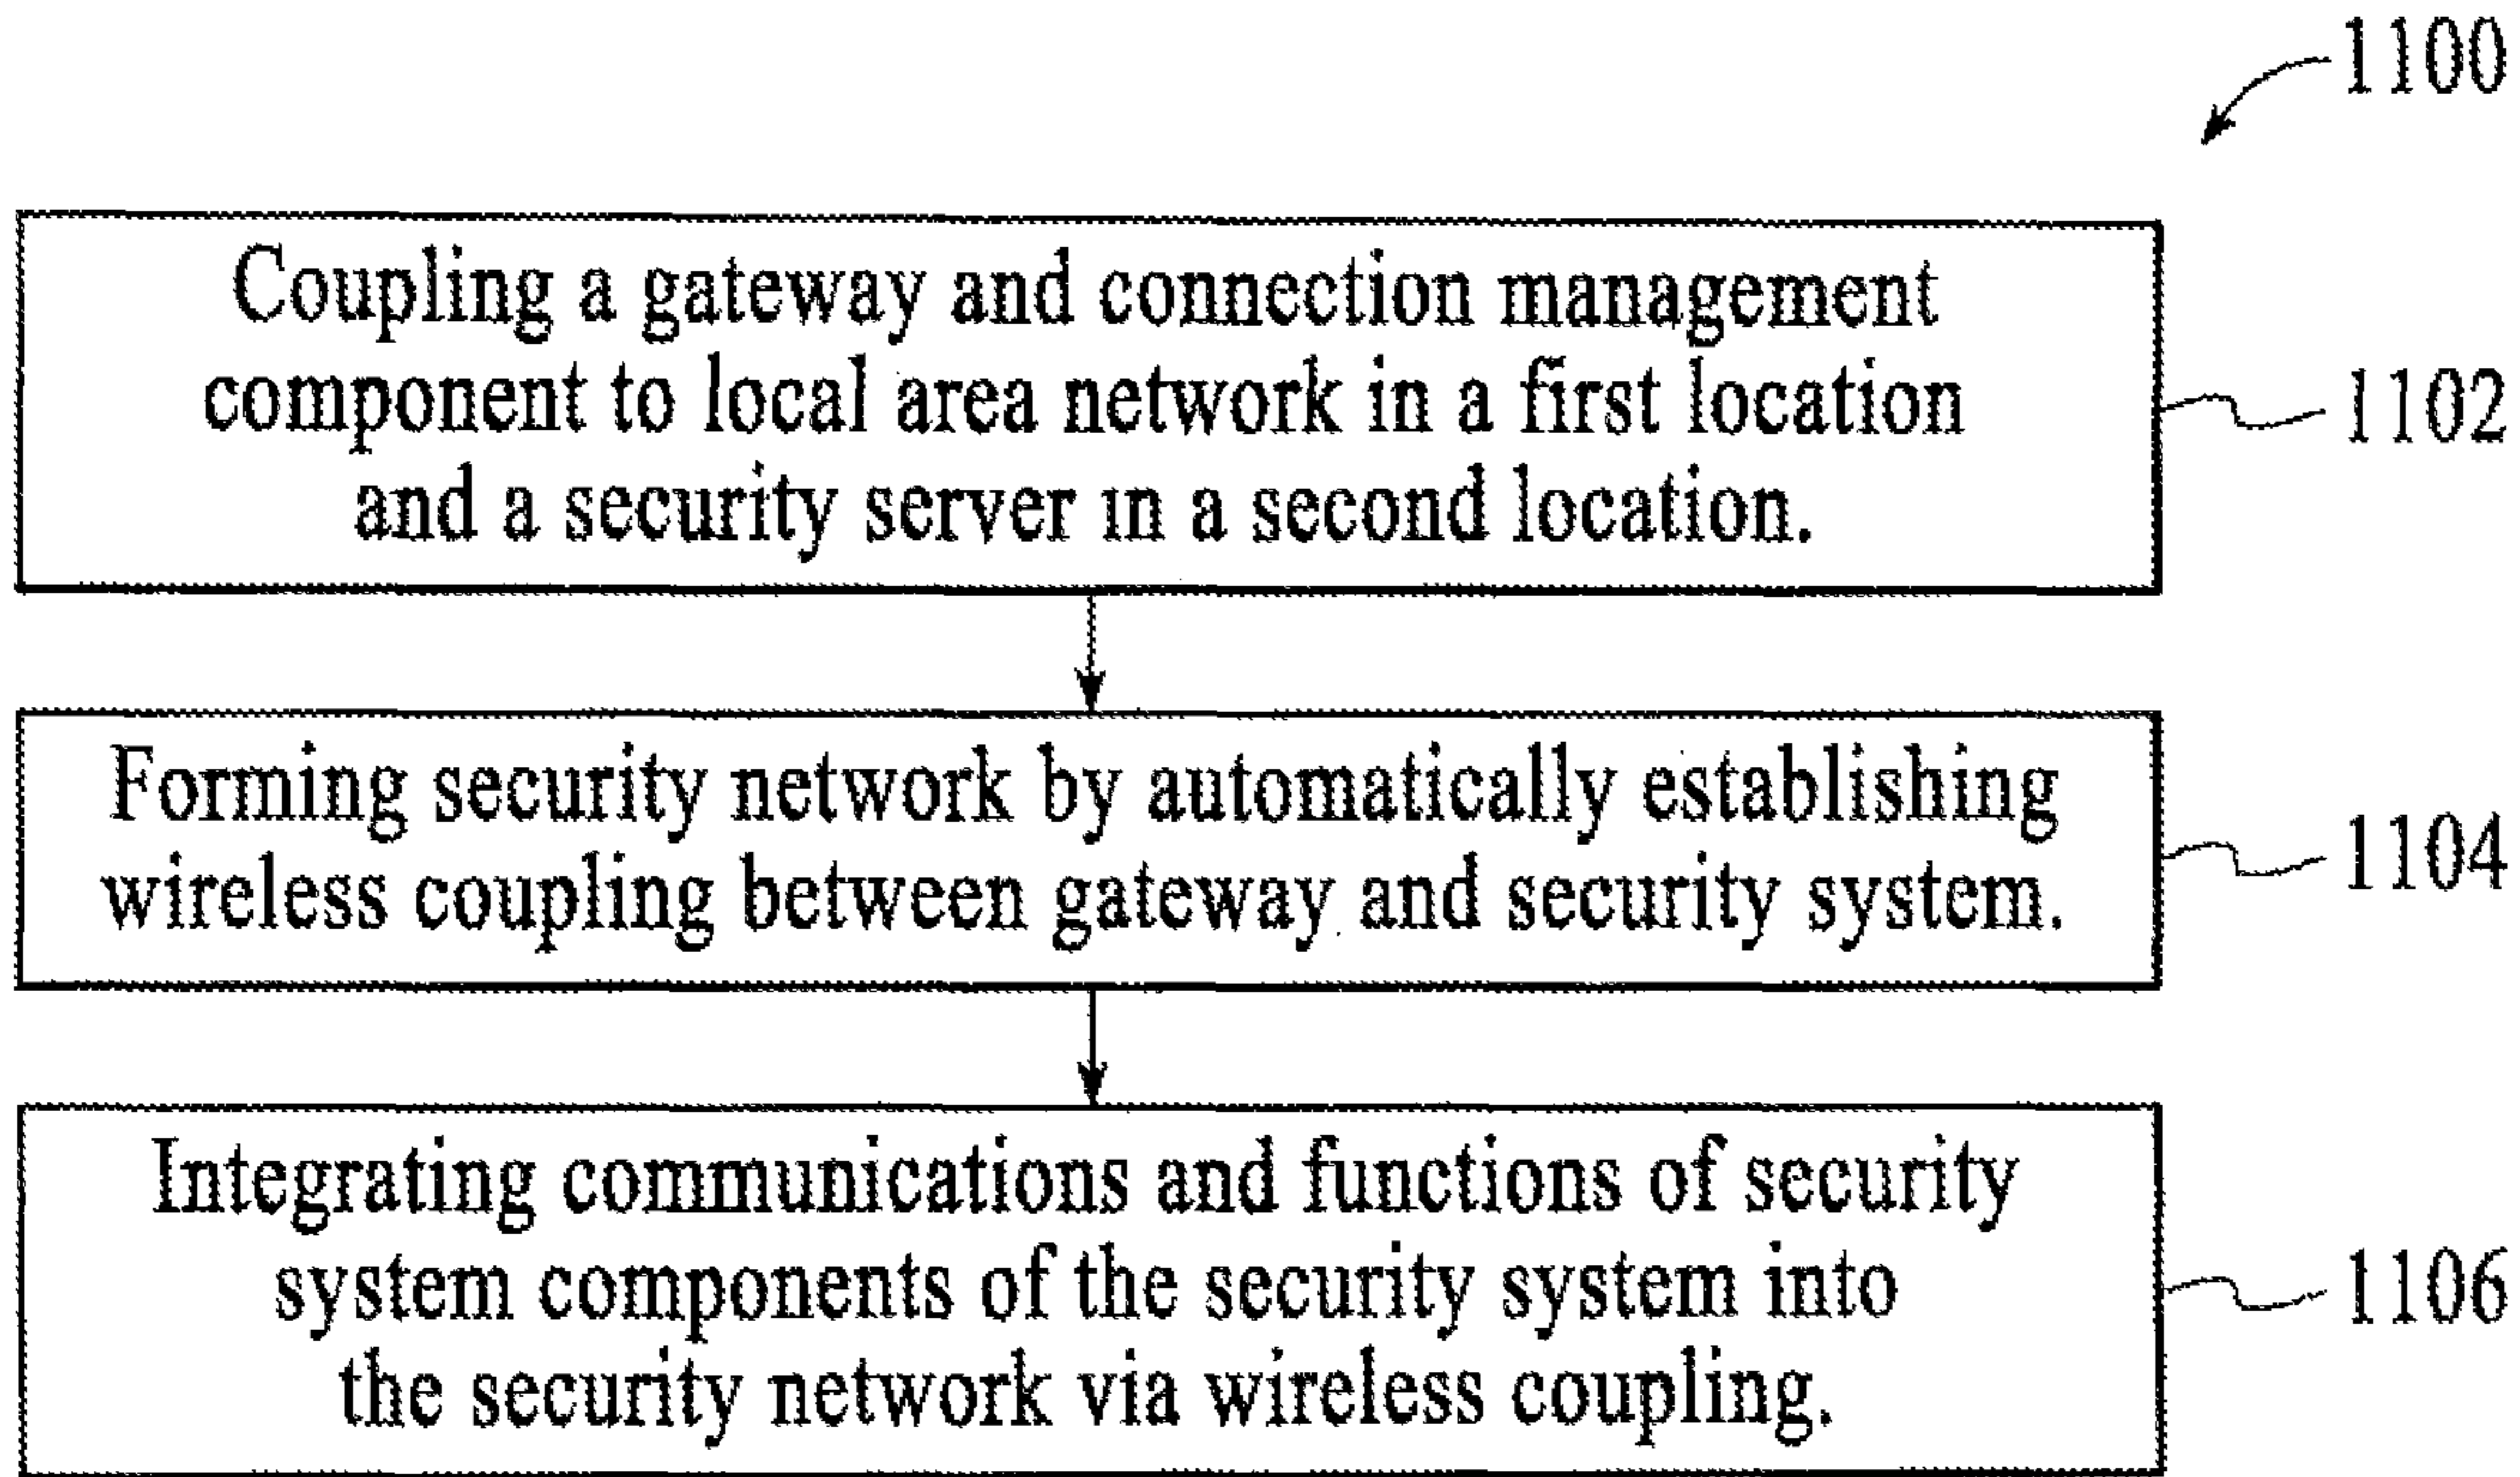 1100
Coupling a gateway and connection management
component to local area network in a first location
and a security server in a second location.
1102
Forming security network by automatically establishing
wireless coupling between gateway and security system.
1104
Integrating communications and functions of security
system components of the security system into
the security network via wireless coupling.
1106